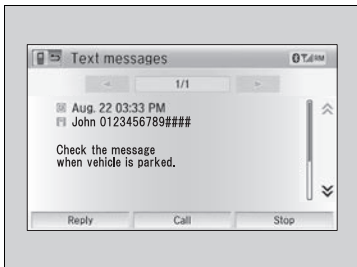 Text messages
1/1
Aug. 22 03:33 PM
John 0123456789####
Check the message
when vehicle is parked.
Reply Call Stop